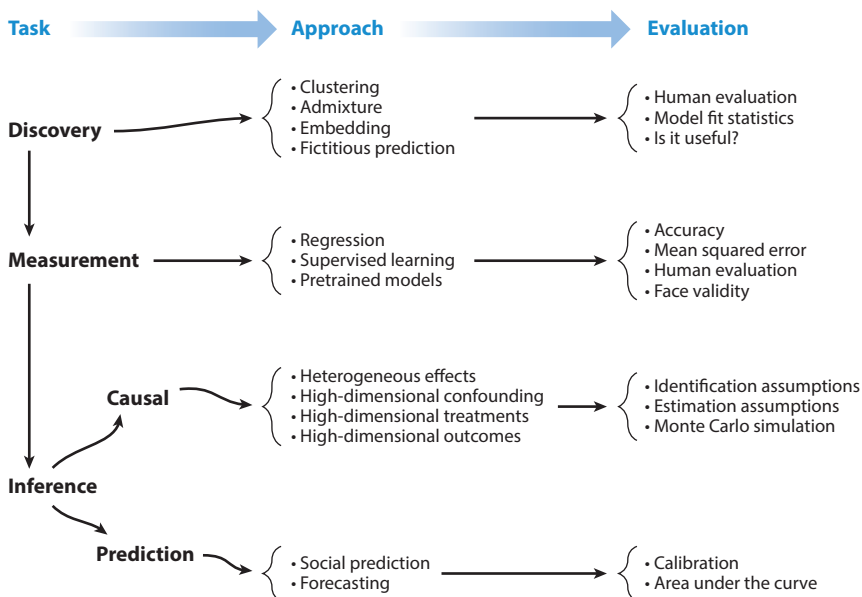 Task Approach Evaluation
Discovery
• Clustering
• Admixture
• Embedding
• Fictitious prediction
• Human evaluation
• Model fit statistics
• Is it useful?
Measurement
• Regression
• Supervised learning
• Pretrained models
• Accuracy
• Mean squared error
• Human evaluation
• Face validity
Causal
• Heterogeneous effects
• High-dimensional confounding
• High-dimensional treatments
• High-dimensional outcomes
• Identification assumptions
• Estimation assumptions
• Monte Carlo simulation
Inference
Prediction
• Social prediction
• Forecasting
• Calibration
• Area under the curve